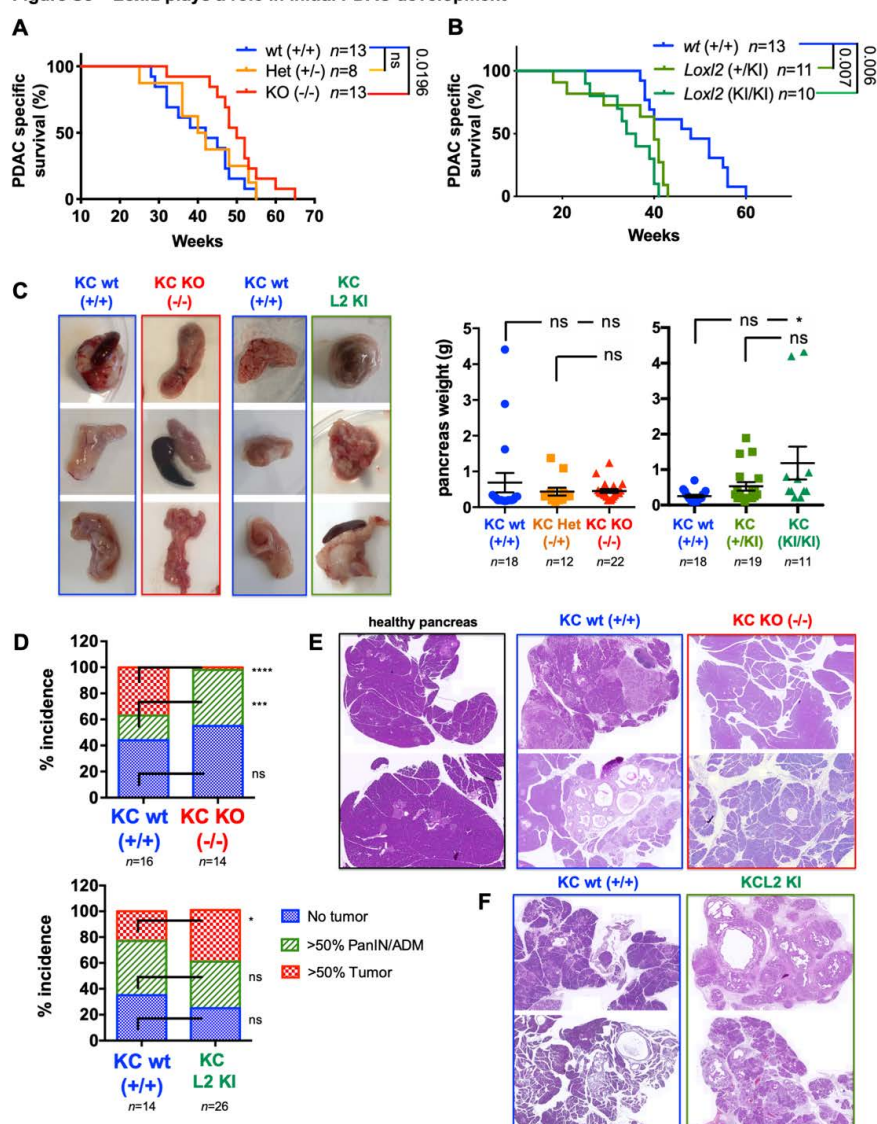 A
PDAC specific
survival (%)
100
50
0
10 20 30 40 50 60 70
Weeks
wt (+/+) n=13
Het (+/-) n=8
KO (-/-) n=13
ns
0.0196
B
PDAC specific
survival (%)
100
50
0
20 40 60
Weeks
wt (+/+) n=13
Loxl2 (+/KI) n=11
Loxl2 (KI/KI) n=10
0.007
0.006
C
KC wt
(+/+)
KC KO
(-/-)
KC wt
(+/+)
KC
L2 KI
pancreas weight (g)
5
4
3
2
1
0
ns ns
ns
KC wt
(+/+)
n=18
KC Het
(-/+)
n=12
KC KO
(-/-)
n=22
5
4
3
2
1
0
ns *
ns
KC wt
(+/+)
n=18
KC
(+/KI)
n=19
KC
(KI/KI)
n=11
D
% incidence
120
100
80
60
40
20
0
****
***
ns
KC wt
(+/+)
n=16
KC KO
(-/-)
n=14
% incidence
120
100
80
60
40
20
0
*
ns
ns
KC wt
(+/+)
n=14
KC
L2 KI
n=26
No tumor
>50% PanIN/ADM
>50% Tumor
E
healthy pancreas
KC wt (+/+)
KC KO (-/-)
F
KC wt (+/+)
KCL2 KI